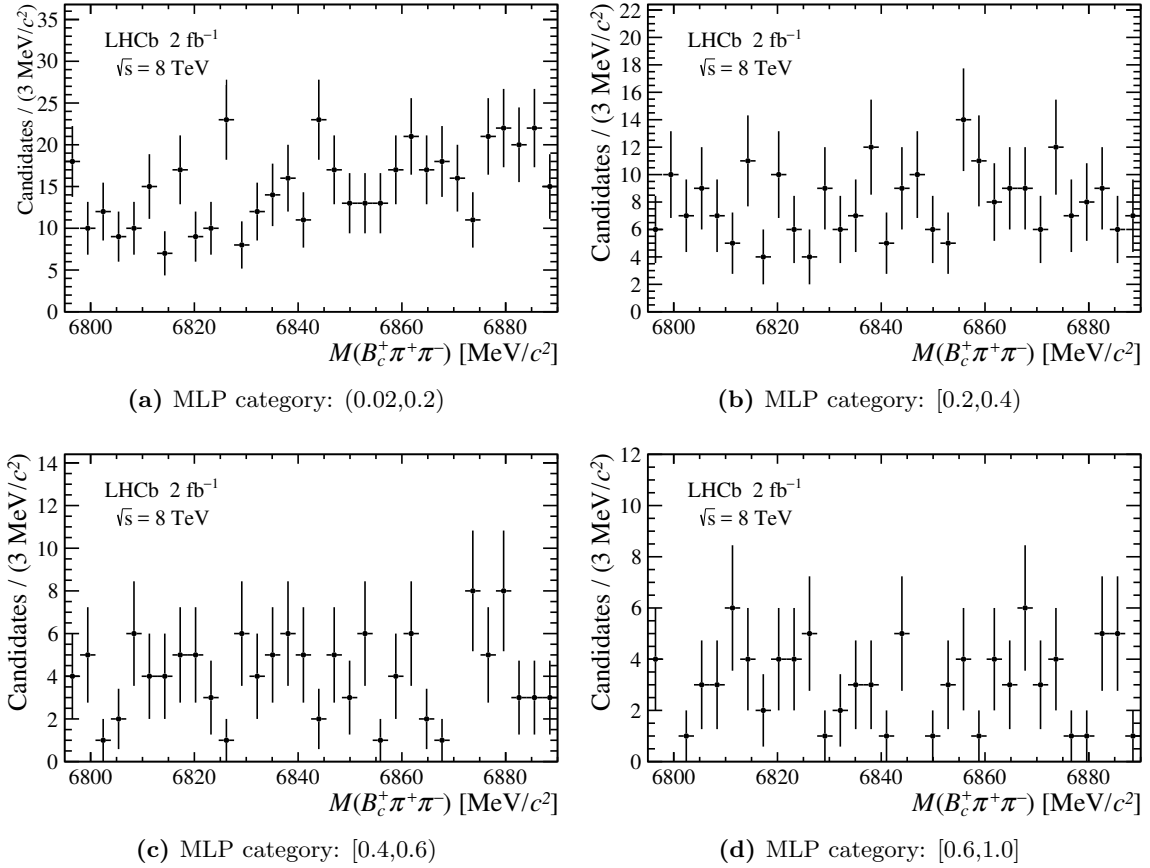 Candidates / (3 MeV/c²)
35
30
25
20
15
10
5
0
LHCb 2 fb⁻¹
√s = 8 TeV
6800 6820 6840 6860 6880
M(B_c⁺π⁺π⁻) [MeV/c²]
(a) MLP category: (0.02,0.2)
Candidates / (3 MeV/c²)
22
20
18
16
14
12
10
8
6
4
2
0
LHCb 2 fb⁻¹
√s = 8 TeV
6800 6820 6840 6860 6880
M(B_c⁺π⁺π⁻) [MeV/c²]
(b) MLP category: [0.2,0.4)
Candidates / (3 MeV/c²)
14
12
10
8
6
4
2
0
LHCb 2 fb⁻¹
√s = 8 TeV
6800 6820 6840 6860 6880
M(B_c⁺π⁺π⁻) [MeV/c²]
(c) MLP category: [0.4,0.6)
Candidates / (3 MeV/c²)
12
10
8
6
4
2
0
LHCb 2 fb⁻¹
√s = 8 TeV
6800 6820 6840 6860 6880
M(B_c⁺π⁺π⁻) [MeV/c²]
(d) MLP category: [0.6,1.0]